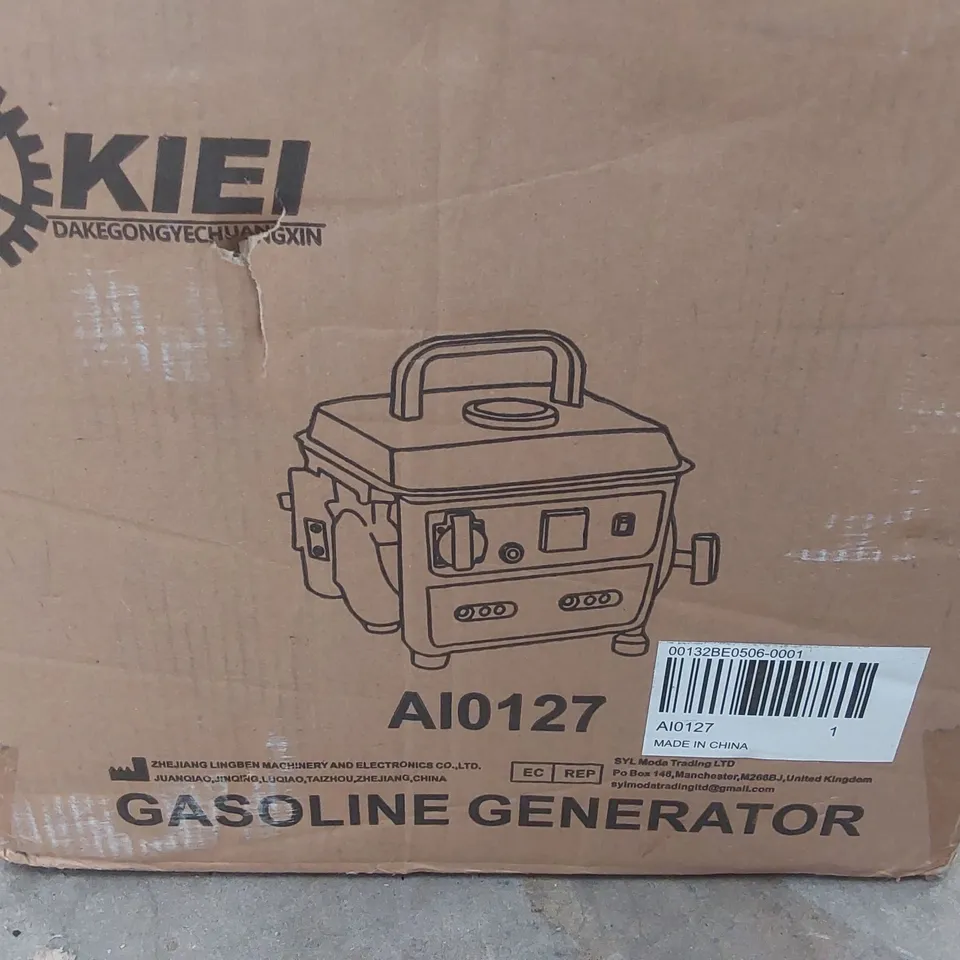 KIEI
DAKEGONGYECHUANGXIN
00132BE0506-0001
AI0127
1
MADE IN CHINA
AI0127
ZHEJIANG LINGBEN MACHINERY AND ELECTRONICS CO.,LTD.
JUANQIAO,JINQING,LUQIAO,TAIZHOU,ZHEJIANG,CHINA
EC REP
SYL Moda Trading LTD
Po Box 146,Manchester,M266BJ,United Kingdom
sylmodatradingltd@gmail.com
GASOLINE GENERATOR